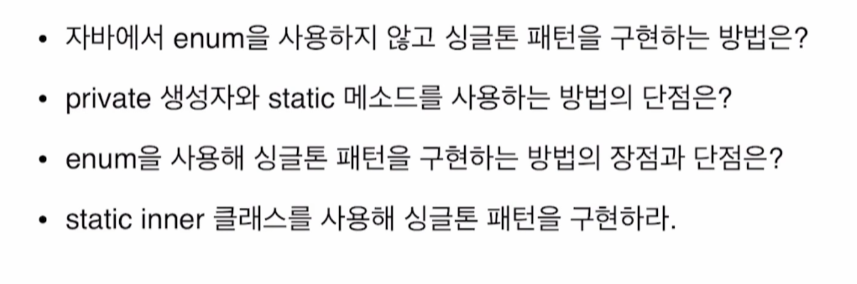 • 자바에서 enum을 사용하지 않고 싱글톤 패턴을 구현하는 방법은?
• private 생성자와 static 메소드를 사용하는 방법의 단점은?
• enum을 사용해 싱글톤 패턴을 구현하는 방법의 장점과 단점은?
• static inner 클래스를 사용해 싱글톤 패턴을 구현하라.